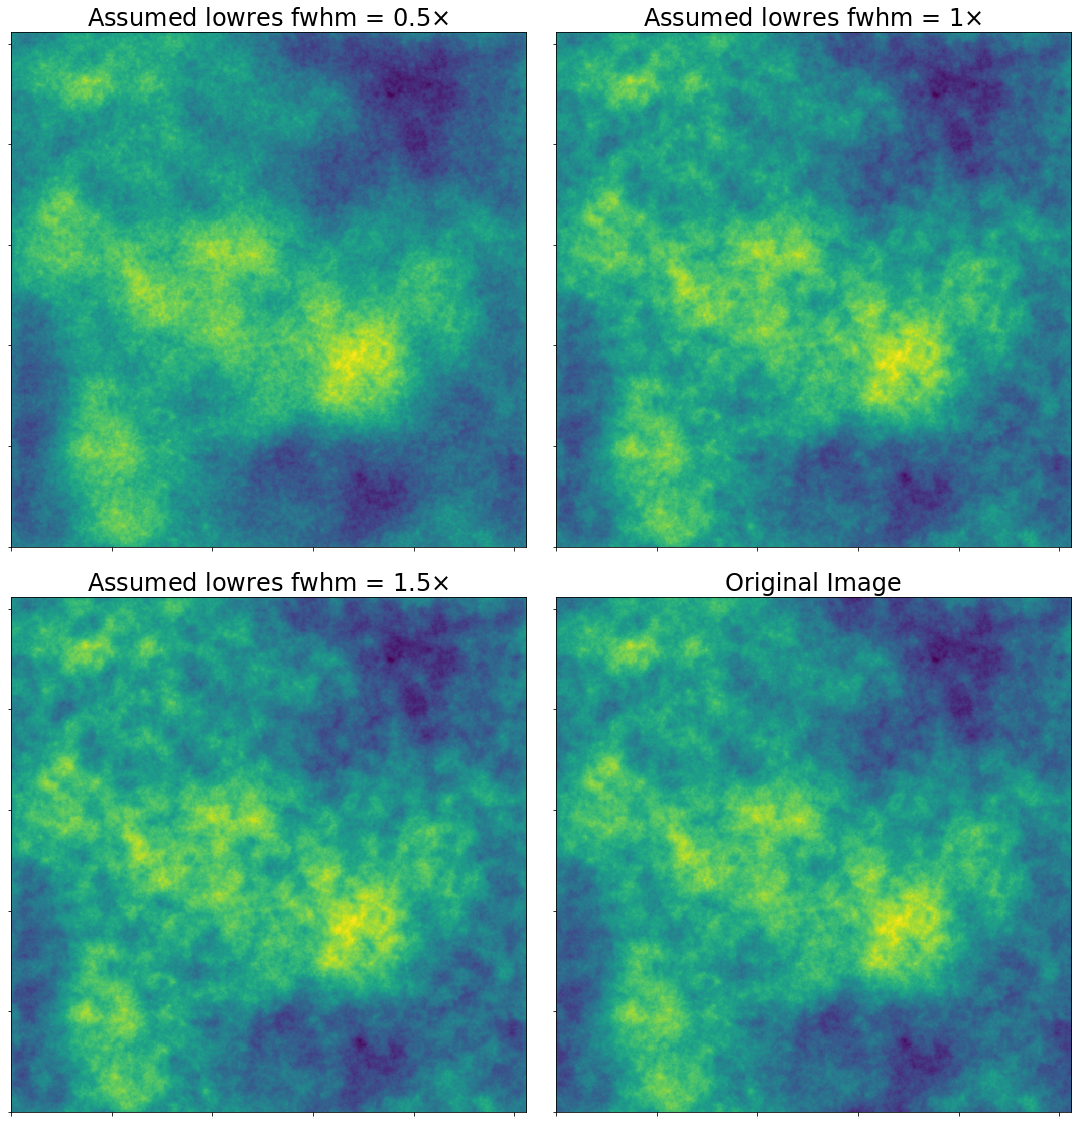 Assumed lowres fwhm = 0.5×
Assumed lowres fwhm = 1×
Assumed lowres fwhm = 1.5×
Original Image